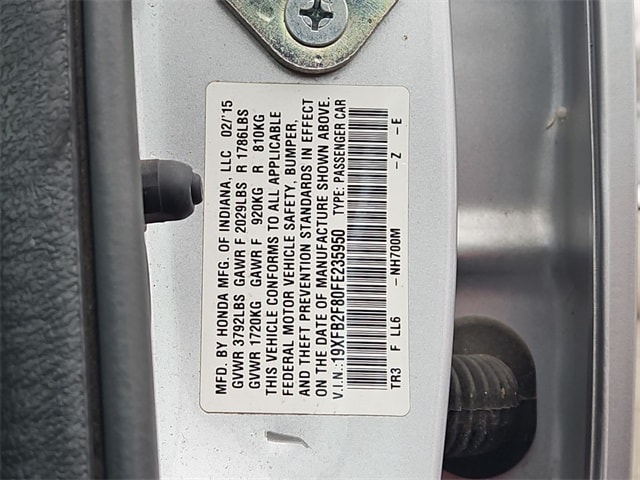 MFD. BY HONDA MFG. OF INDIANA, LLC 02/'15
GVWR 3792LBS GAWR F 2029LBS R 1786LBS
GVWR 1720KG GAWR F 920KG R 810KG
THIS VEHICLE CONFORMS TO ALL APPLICABLE
FEDERAL MOTOR VEHICLE SAFETY, BUMPER,
AND THEFT PREVENTION STANDARDS IN EFFECT
ON THE DATE OF MANUFACTURE SHOWN ABOVE.
V.I.N.:19XFB2F80FE235950 TYPE: PASSENGER CAR
TR3 F LL6 -NH700M -Z -E